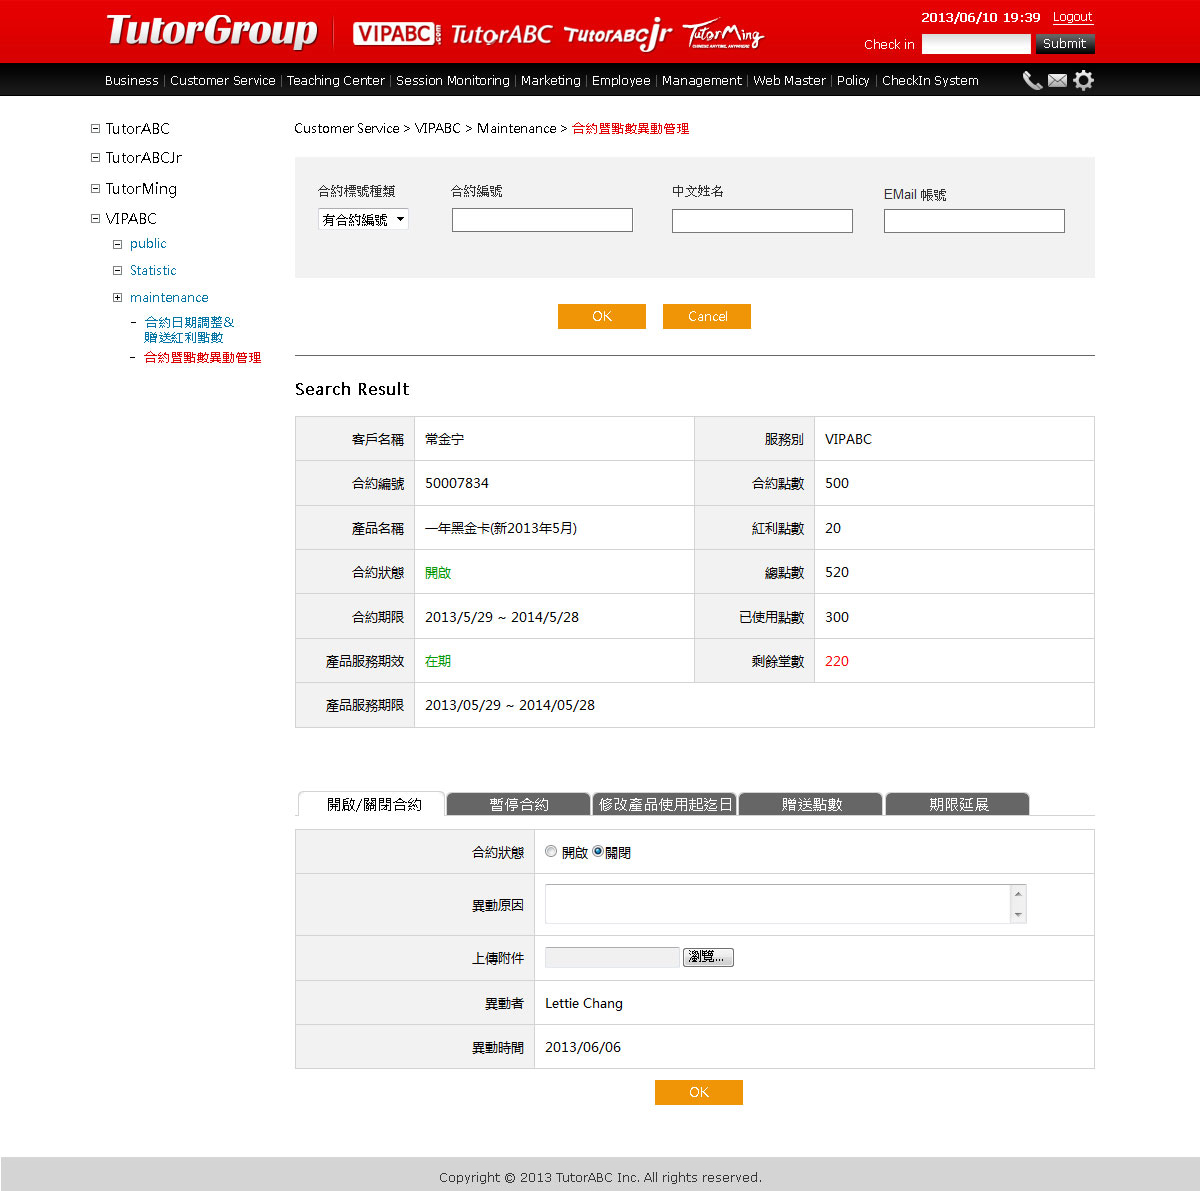 TutorGroup VIPABC.com TutorABC TUTORABCjr TutorMing
CHINESE ANYTIME, ANYWHERE
2013/06/10 19:39 Logout
Check in Submit
Business | Customer Service | Teaching Center | Session Monitoring | Marketing | Employee | Management | Web Master | Policy | CheckIn System
TutorABC
TutorABCJr
TutorMing
VIPABC
public
Statistic
maintenance
- 合約日期調整&
贈送紅利點數
- 合約暨點數異動管理
Customer Service > VIPABC > Maintenance > 合約暨點數異動管理
合約標號種類 合約編號 中文姓名 EMail 帳號
有合約編號
OK Cancel
Search Result
客戶名稱 常金宁 服務別 VIPABC
合約編號 50007834 合約點數 500
產品名稱 一年黑金卡(新2013年5月) 紅利點數 20
合約狀態 開啟 總點數 520
合約期限 2013/5/29 ~ 2014/5/28 已使用點數 300
產品服務期效 在期 剩餘堂數 220
產品服務期限 2013/05/29 ~ 2014/05/28
開啟/關閉合約 暫停合約 修改產品使用起迄日 贈送點數 期限延展
合約狀態 開啟 關閉
異動原因
上傳附件 瀏覽...
異動者 Lettie Chang
異動時間 2013/06/06
OK
Copyright © 2013 TutorABC Inc. All rights reserved.